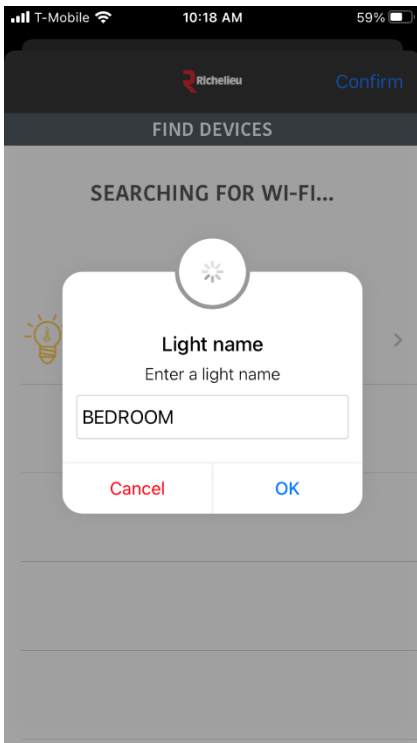 T-Mobile 10:18 AM 59%
Richelieu Confirm
FIND DEVICES
SEARCHING FOR WI-FI...
Light name
Enter a light name
BEDROOM
Cancel OK